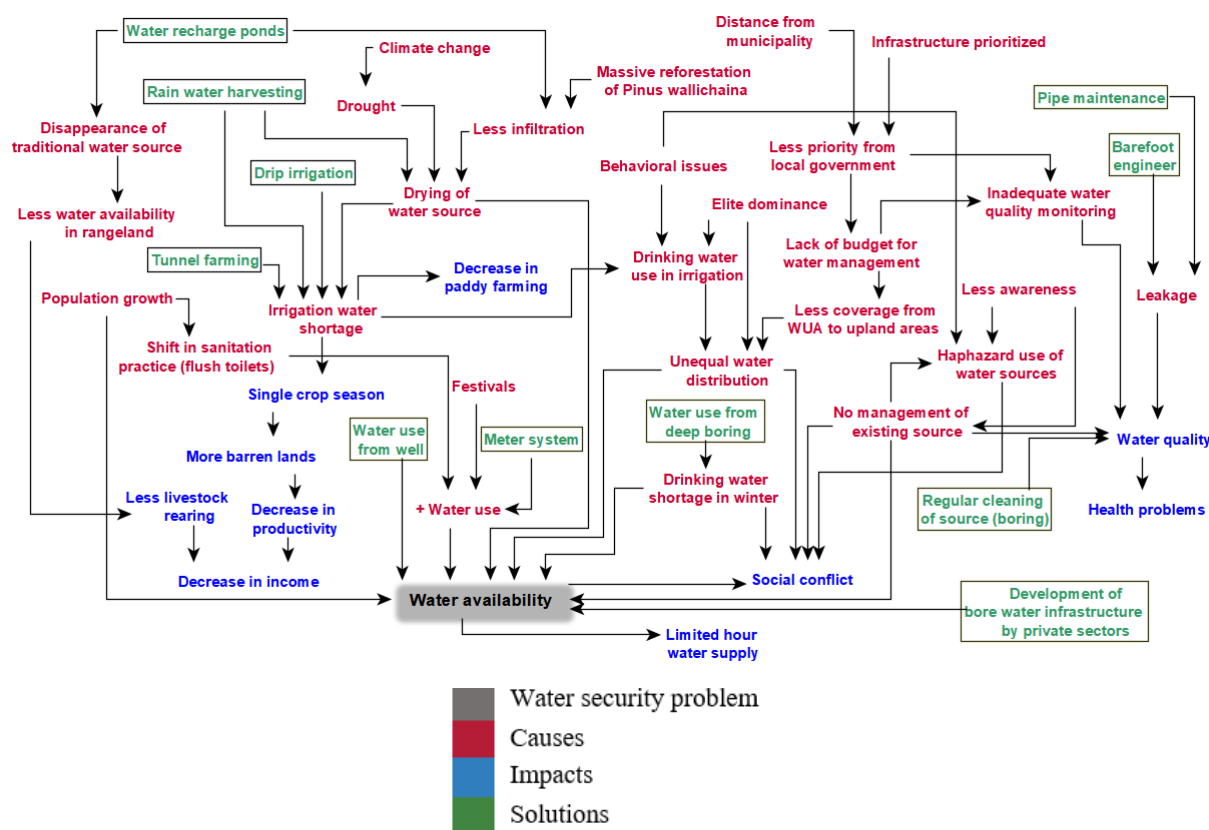 Water recharge ponds
Distance from
municipality
Infrastructure prioritized
Climate change
Massive reforestation
of Pinus wallichaina
Rain water harvesting
Drought
Pipe maintenance
Disappearance of
traditional water source
Less infiltration
Less priority from
local government
Barefoot
engineer
Behavioral issues
Drip irrigation
Drying of
water source
Inadequate water
quality monitoring
Less water availability
in rangeland
Elite dominance
Lack of budget for
water management
Drinking water
use in irrigation
Tunnel farming
Decrease in
paddy farming
Population growth
Less awareness
Leakage
Irrigation water
shortage
Less coverage from
WUA to upland areas
Shift in sanitation
practice (flush toilets)
Unequal water
distribution
Haphazard use of
water sources
Single crop season
Festivals
Water use from
deep boring
No management of
existing source
Water use
from well
Meter system
Water quality
More barren lands
Drinking water
shortage in winter
Less livestock
rearing
Decrease in
productivity
+ Water use
Regular cleaning
of source (boring)
Health problems
Decrease in income
Social conflict
Water availability
Development of
bore water infrastructure
by private sectors
Limited hour
water supply
Water security problem
Causes
Impacts
Solutions